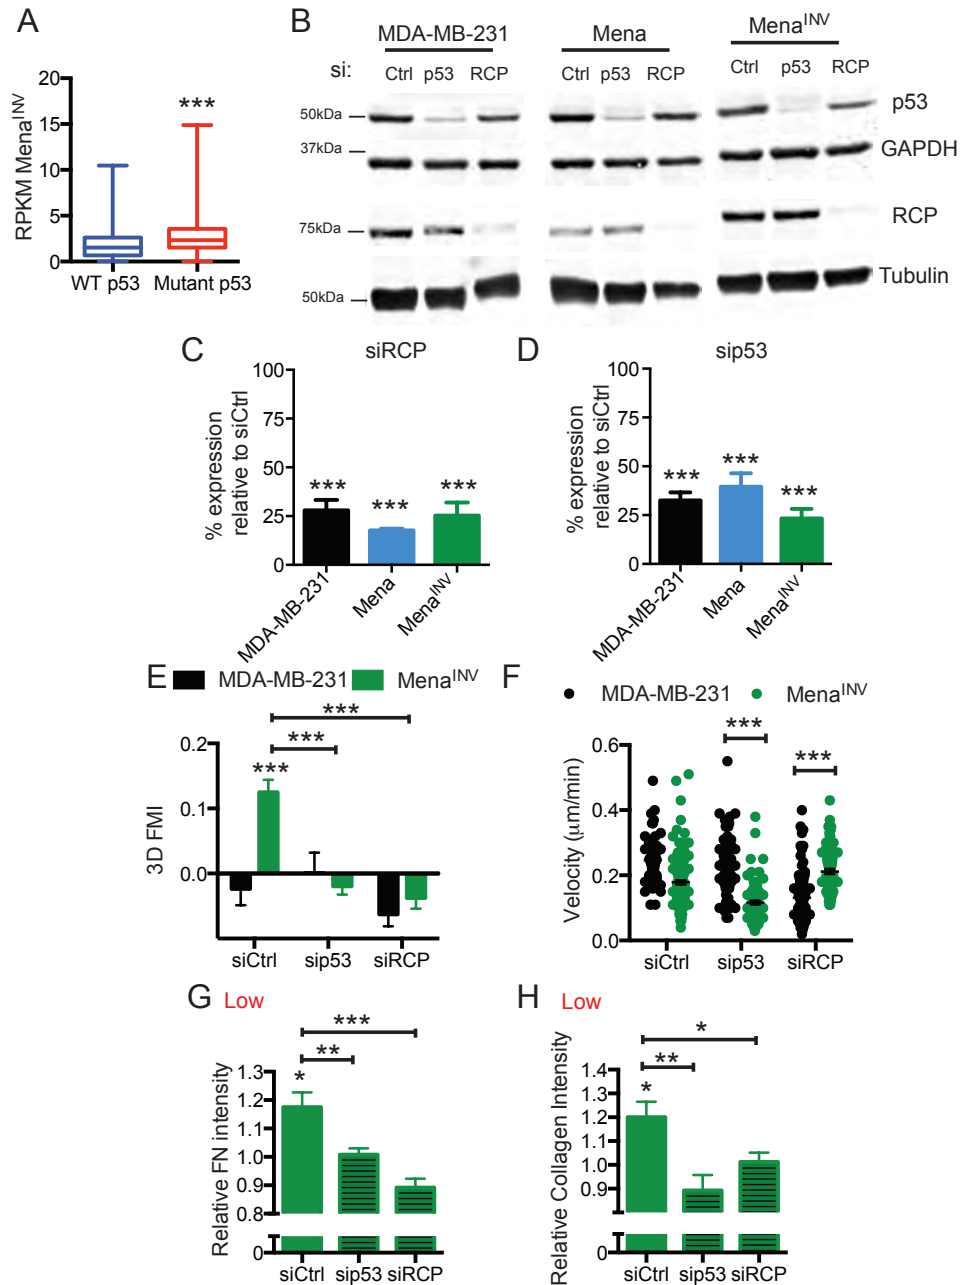 A
RPKM Mena^INV
20
15
10
5
0
***
WT p53 Mutant p53
B
MDA-MB-231 Mena Mena^INV
si: Ctrl p53 RCP Ctrl p53 RCP Ctrl p53 RCP
50kDa p53
37kDa GAPDH
75kDa RCP
50kDa Tubulin
C
siRCP
% expression
relative to siCtrl
100
75
50
25
0
*** *** ***
MDA-MB-231 Mena Mena^INV
D
sip53
% expression
relative to siCtrl
100
75
50
25
0
*** *** ***
MDA-MB-231 Mena Mena^INV
E
MDA-MB-231 Mena^INV
3D FMI
0.2
0.1
0.0
***
***
***
siCtrl sip53 siRCP
F
MDA-MB-231 Mena^INV
Velocity (μm/min)
0.6
0.4
0.2
0.0
***
***
siCtrl sip53 siRCP
G Low
Relative FN intensity
1.3
1.2
1.1
1.0
0.9
0.8
0
***
**
*
siCtrl sip53 siRCP
H Low
Relative Collagen Intensity
1.4
1.3
1.2
1.1
1.0
0.9
0
*
**
*
siCtrl sip53 siRCP